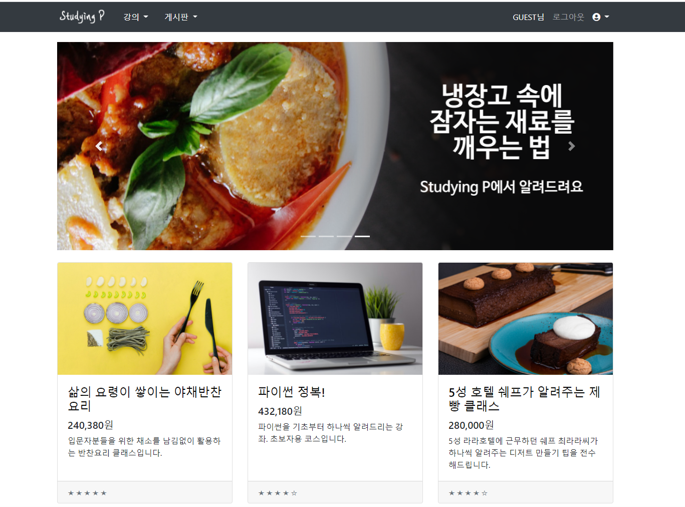 Studying P
강의
게시판
GUEST님
로그아웃
냉장고 속에
잠자는 재료를
깨우는 법
Studying P에서 알려드려요
삶의 요령이 쌓이는 야채반찬
요리
240,380원
입문자분들을 위한 채소를 남김없이 활용하
는 반찬요리 클래스입니다.
★ ★ ★ ★ ★
파이썬 정복!
432,180원
파이썬을 기초부터 하나씩 알려드리는 강
좌. 초보자용 코스입니다.
★ ★ ★ ★ ☆
5성 호텔 쉐프가 알려주는 제
빵 클래스
280,000원
5성 라라호텔에 근무하던 쉐프 최라라씨가
하나씩 알려주는 디저트 만들기 팁을 전수
해드립니다.
★ ★ ★ ★ ☆